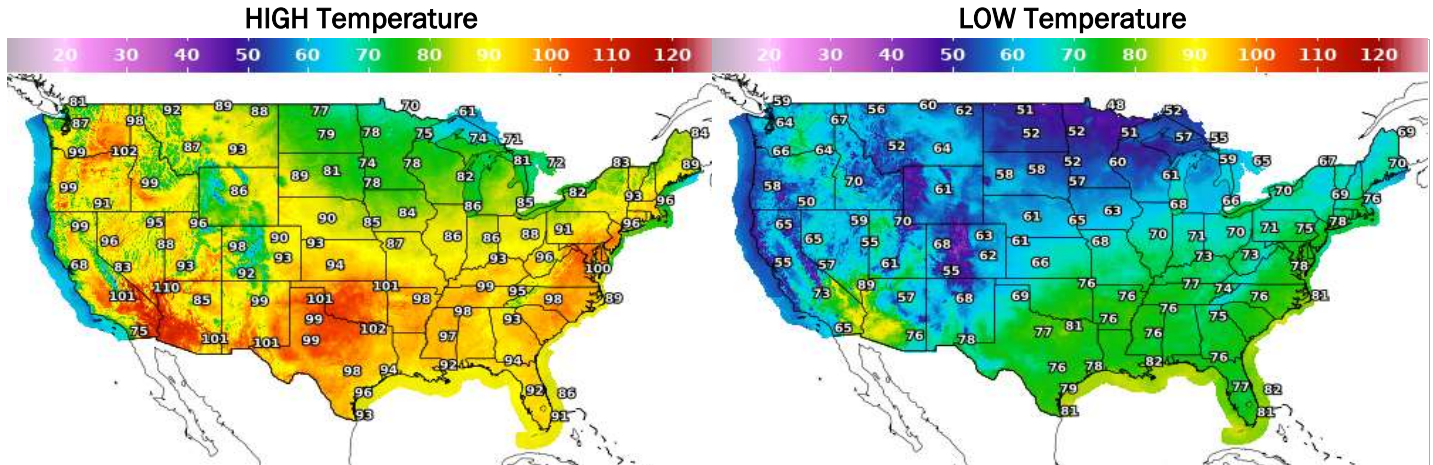 HIGH Temperature LOW Temperature
20 30 40 50 60 70 80 90 100 110 120 20 30 40 50 60 70 80 90 100 110 120
81 92 89 88 77 70 61 59 56 60 62 51 48 52
87 98 79 78 75 74 71 84 64 67 52 52 51 57 55 69
99 102 87 93 74 78 82 81 72 83 89 66 64 52 64 52 60 61 59 65 67 70
99 99 86 89 81 78 82 93 58 70 61 58 58 57 70 69
91 90 84 86 85 96 50 61 63 68 66 76
99 95 96 85 88 91 96 65 59 70 65 70 71 75 78
96 88 98 90 93 87 86 86 65 55 68 63 61 68 70 71
68 83 93 92 93 94 93 96 100 55 57 61 55 62 66 73 73 78
101 110 85 99 101 101 98 99 95 98 89 73 89 57 68 69 76 76 77 74 76 81
75 101 101 99 99 102 98 97 93 65 76 78 77 81 76 76 76 75
98 94 92 94 76 78 82 76
96 92 86 79 77 82
93 91 81 81